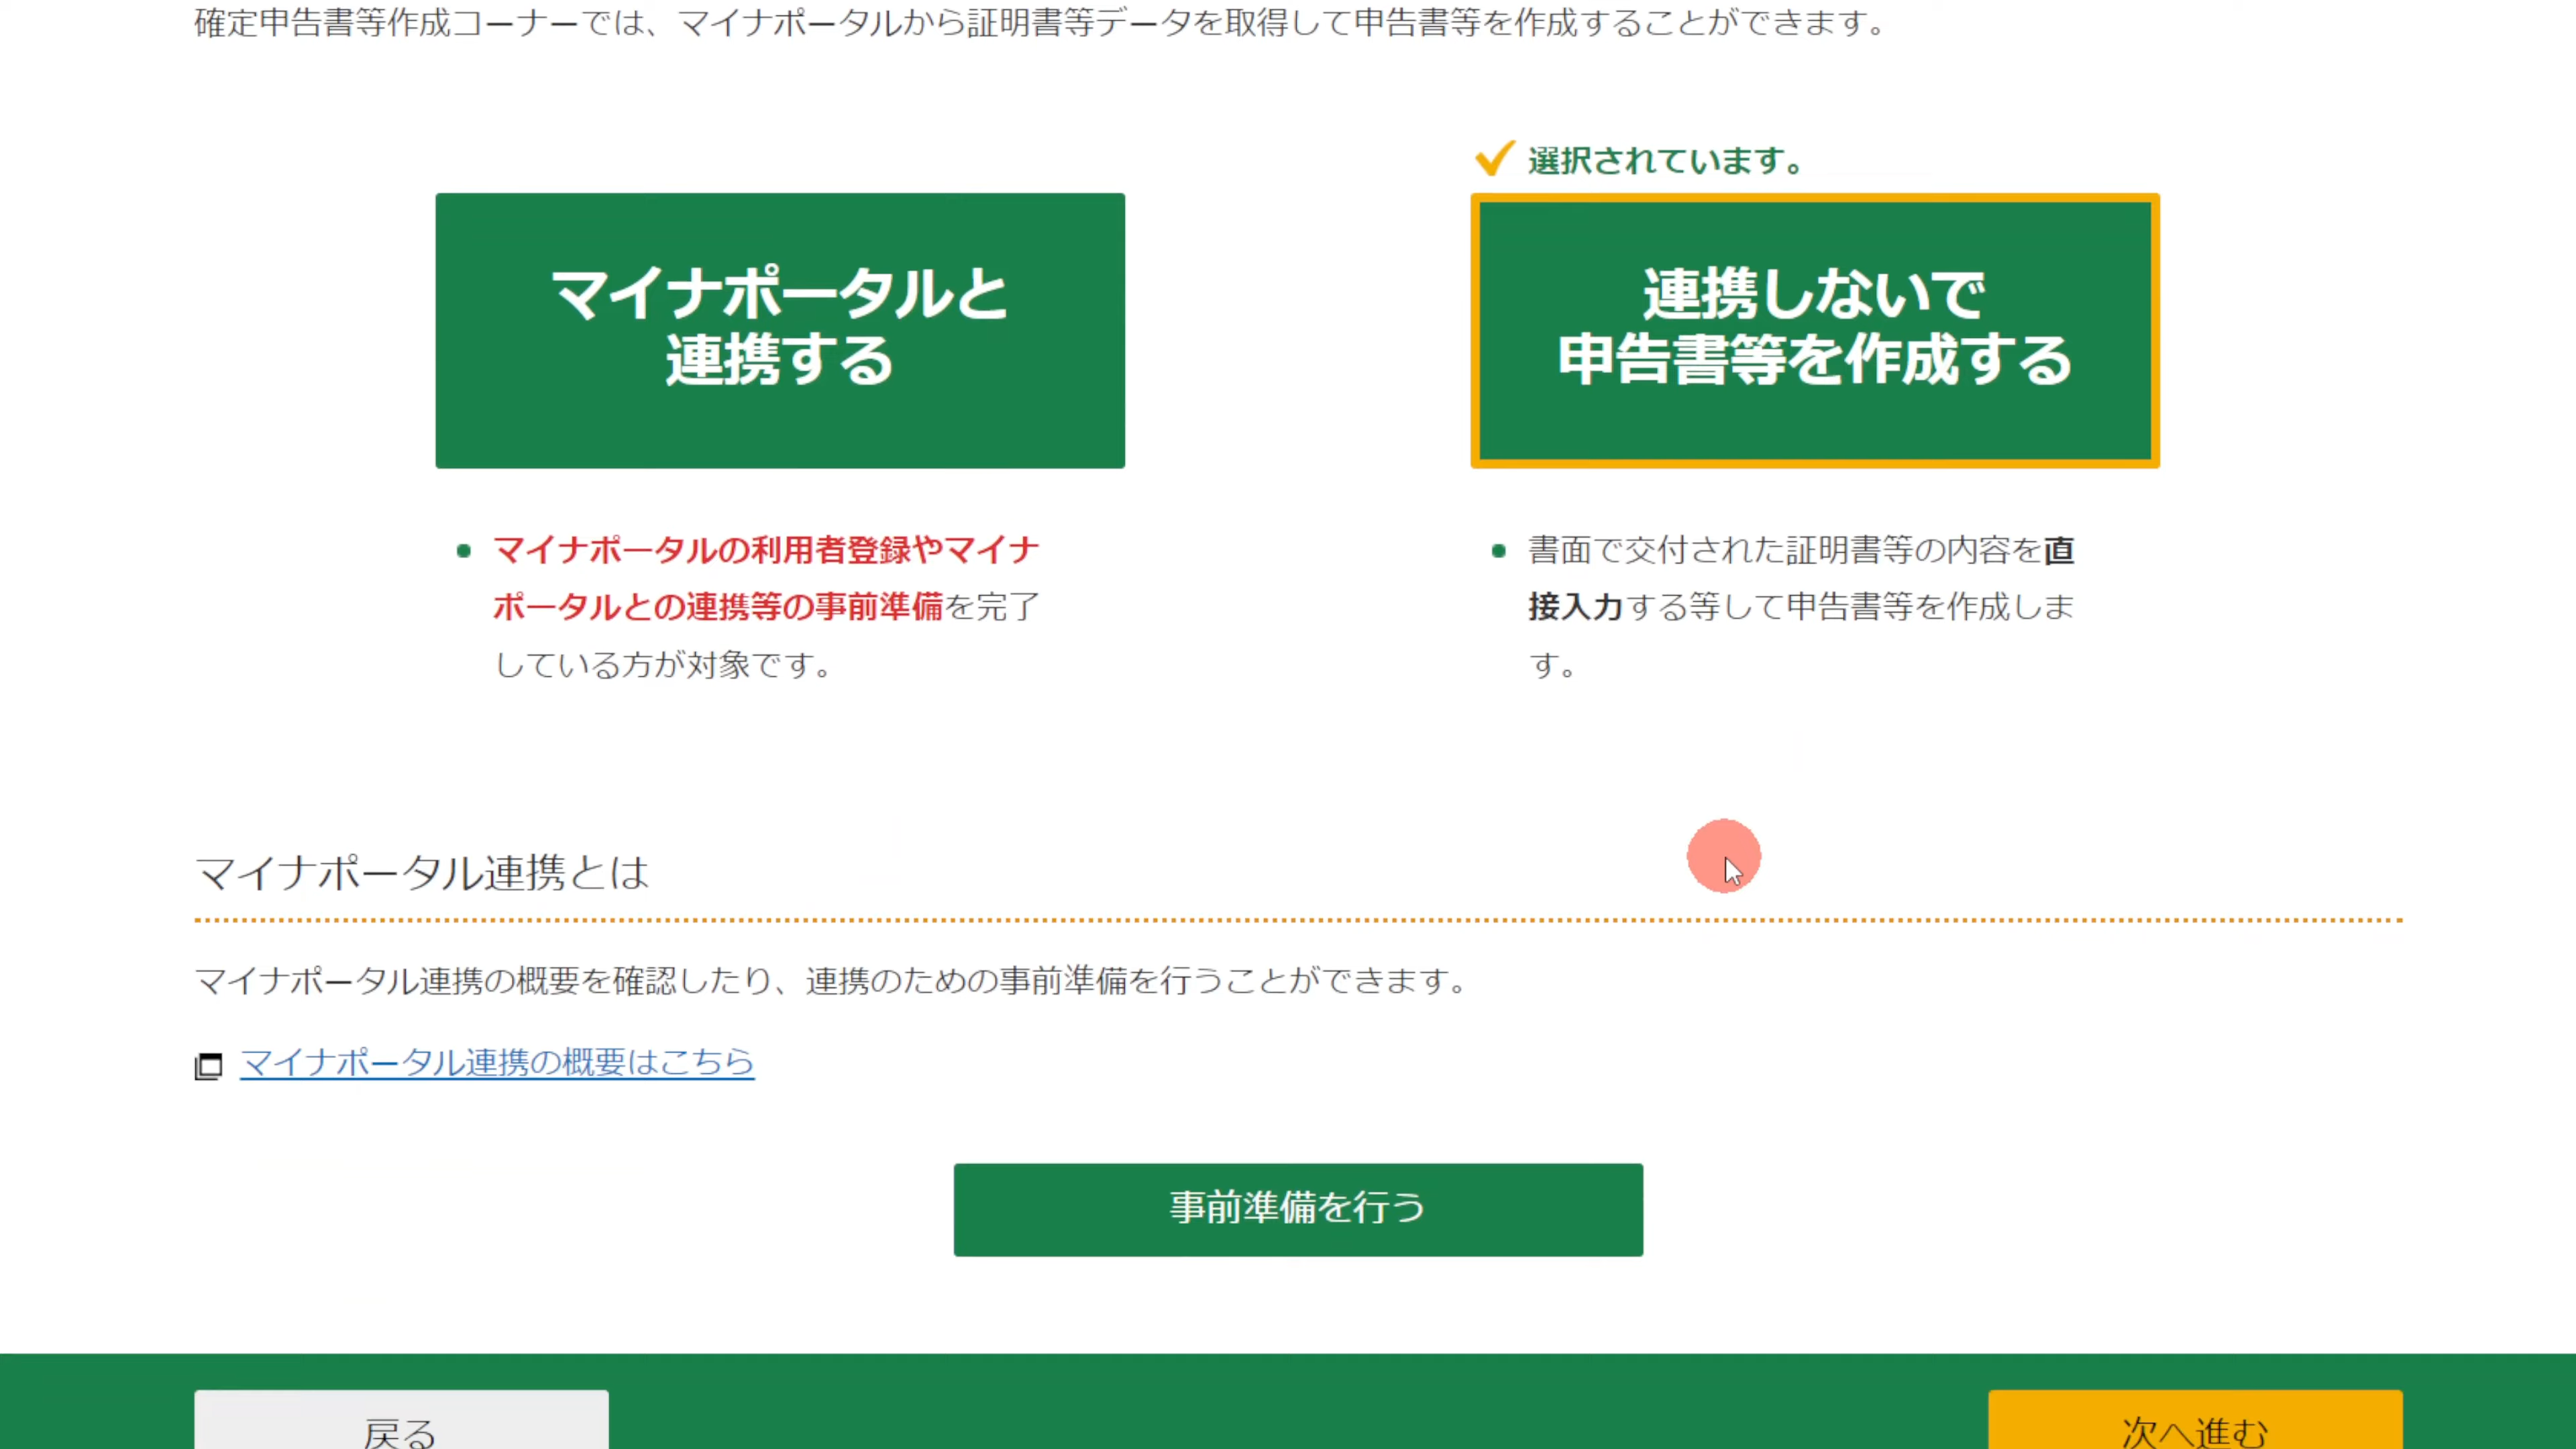 確定申告書等作成コーナーでは、マイナポータルから証明書等データを取得して申告書等を作成することができます。
選択されています。
マイナポータルと
連携する
連携しないで
申告書等を作成する
マイナポータルの利用者登録やマイナ
ポータルとの連携等の事前準備を完了
している方が対象です。
書面で交付された証明書等の内容を直
接入力する等して申告書等を作成しま
す。
マイナポータル連携とは
マイナポータル連携の概要を確認したり、連携のための事前準備を行うことができます。
マイナポータル連携の概要はこちら
事前準備を行う
戻る
次へ進む